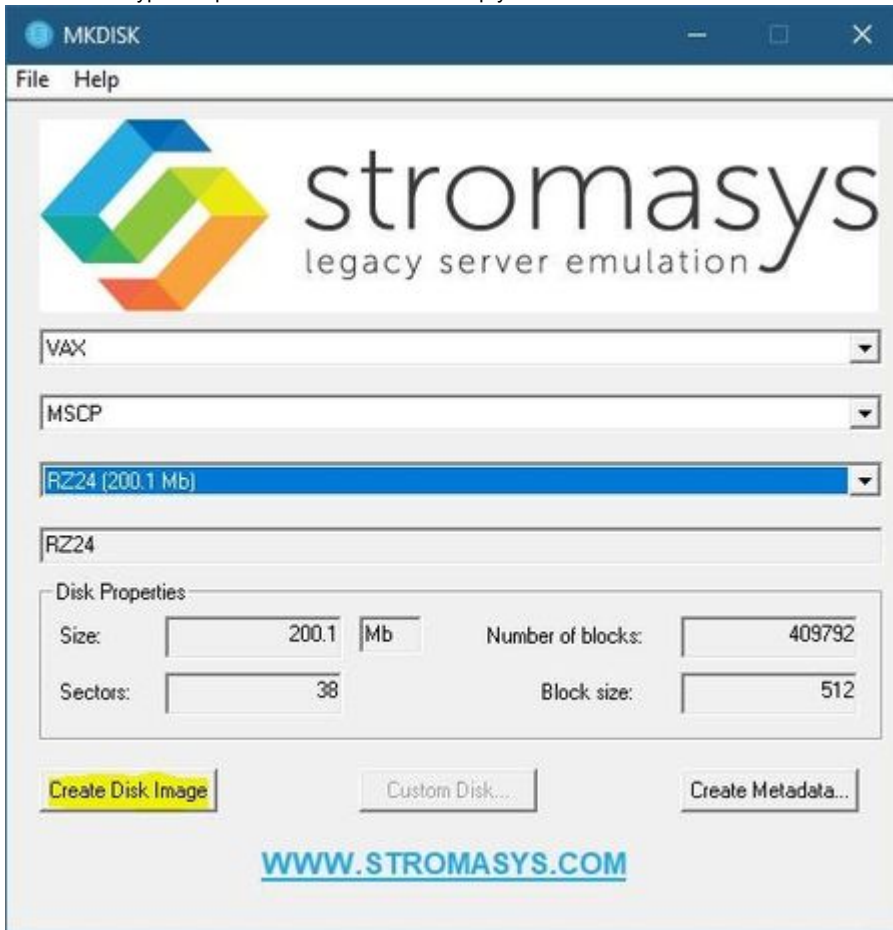 MKDISK
File Help
stromasys
legacy server emulation
VAX
MSCP
RZ24 (200.1 Mb)
RZ24
Disk Properties
Size: 200.1 Mb Number of blocks: 409792
Sectors: 38 Block size: 512
Create Disk Image Custom Disk... Create Metadata...
WWW.STROMASYS.COM